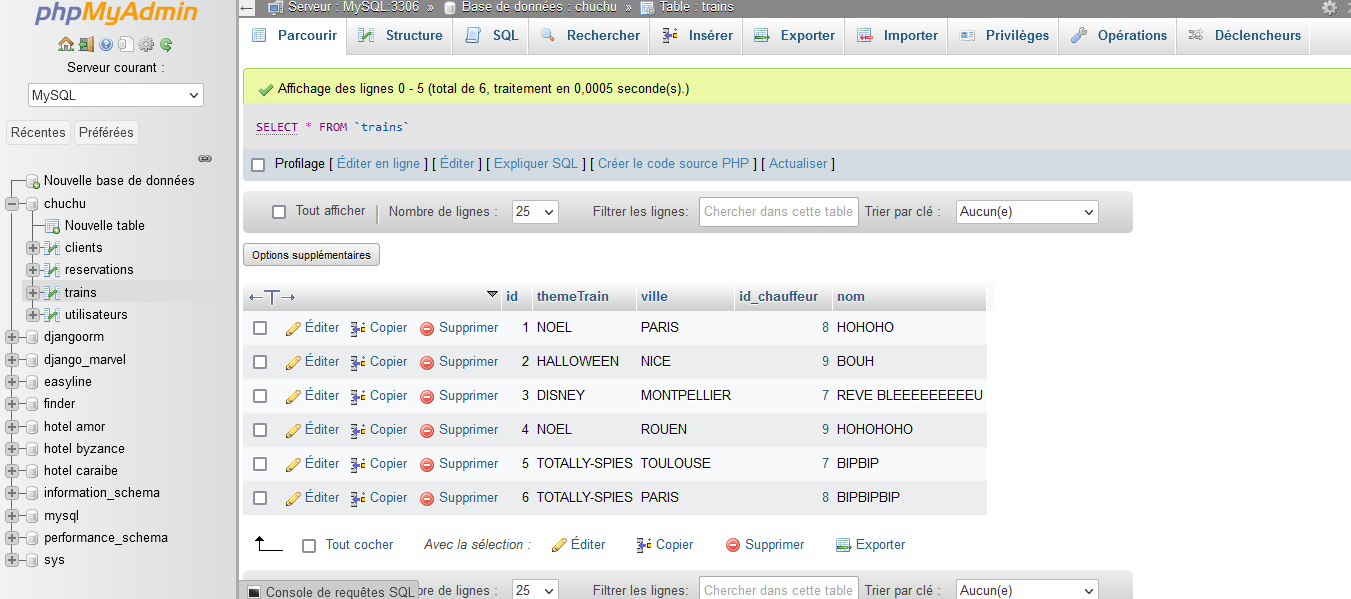 phpMyAdmin
Serveur courant :
MySQL
Récentes Préférées
Nouvelle base de données
chuchu
Nouvelle table
clients
reservations
trains
utilisateurs
djangoorm
django_marvel
easyline
finder
hotel amor
hotel byzance
hotel caraibe
information_schema
mysql
performance_schema
sys
Serveur : MySQL:3306 » Base de données : chuchu » Table : trains
Parcourir Structure SQL Rechercher Insérer Exporter Importer Privilèges Opérations Déclencheurs
Affichage des lignes 0 - 5 (total de 6, traitement en 0,0005 seconde(s).)
SELECT * FROM `trains`
Profilage [ Éditer en ligne ] [ Éditer ] [ Expliquer SQL ] [ Créer le code source PHP ] [ Actualiser ]
Tout afficher | Nombre de lignes : 25 Filtrer les lignes: Chercher dans cette table Trier par clé : Aucun(e)
Options supplémentaires
←T→ id themeTrain ville id_chauffeur nom
Éditer Copier Supprimer 1 NOEL PARIS 8 HOHOHO
Éditer Copier Supprimer 2 HALLOWEEN NICE 9 BOUH
Éditer Copier Supprimer 3 DISNEY MONTPELLIER 7 REVE BLEEEEEEEEEU
Éditer Copier Supprimer 4 NOEL ROUEN 9 HOHOHOHO
Éditer Copier Supprimer 5 TOTALLY-SPIES TOULOUSE 7 BIPBIP
Éditer Copier Supprimer 6 TOTALLY-SPIES PARIS 8 BIPBIPBIP
Tout cocher Avec la sélection : Éditer Copier Supprimer Exporter
Console de requêtes SQL bre de lignes : 25 Filtrer les lignes: Chercher dans cette table Trier par clé : Aucun(e)